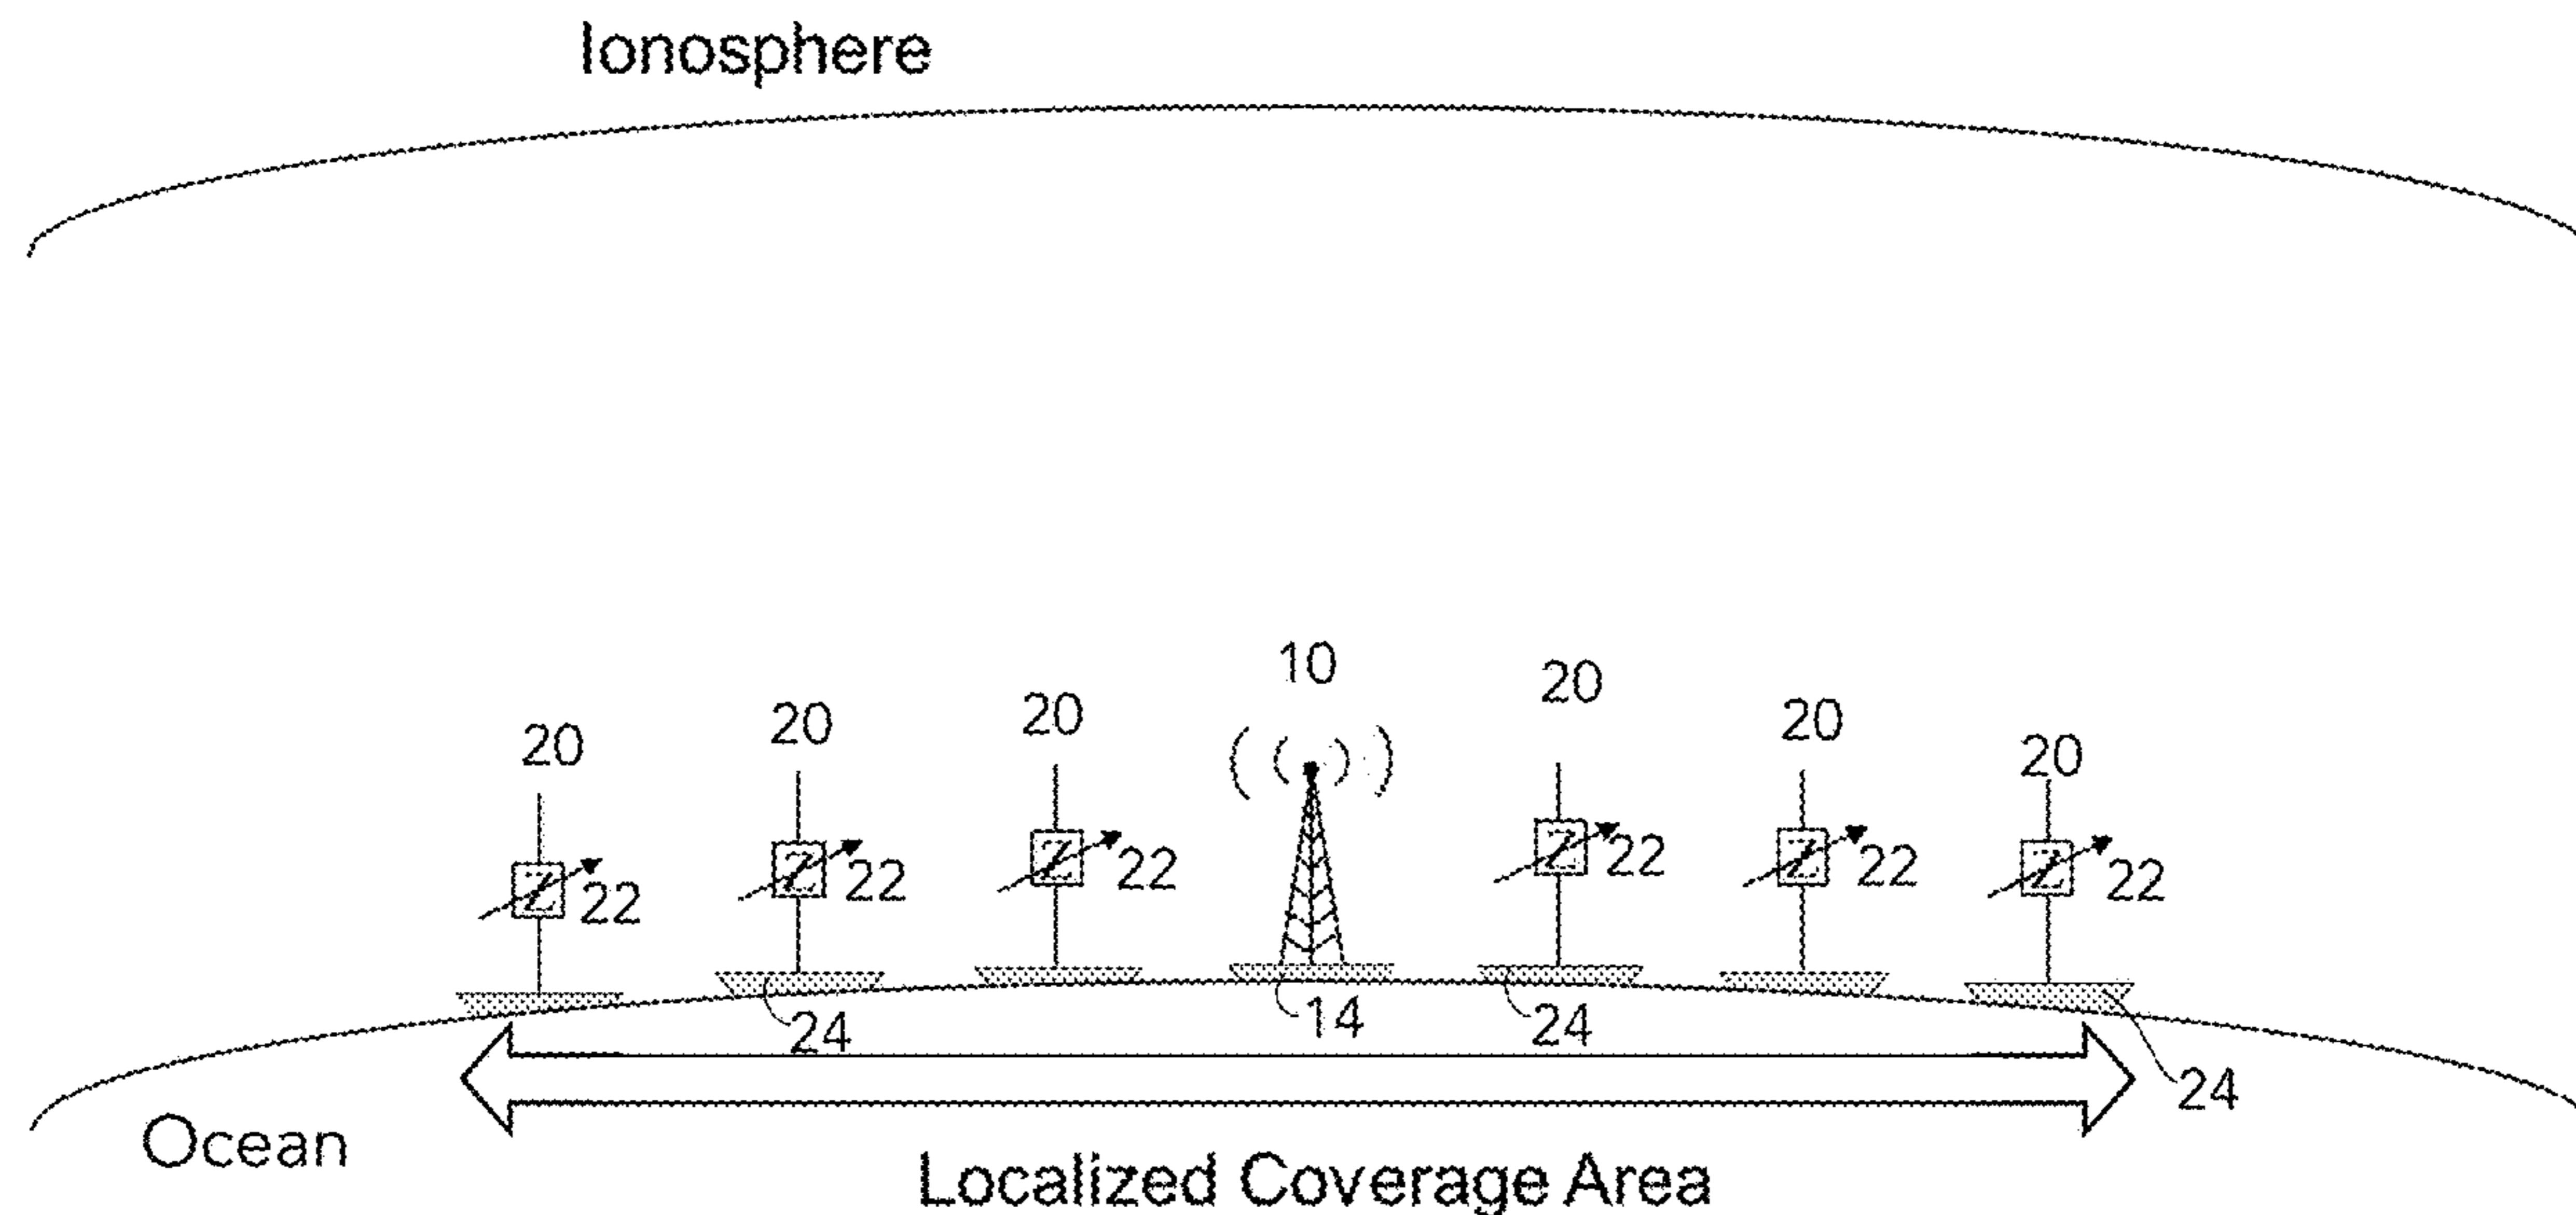 Ionosphere
10
20 20 20 20 20 20
Z 22 Z 22 Z 22 Z 22 Z 22 Z 22
24 14 24 24
Ocean
Localized Coverage Area